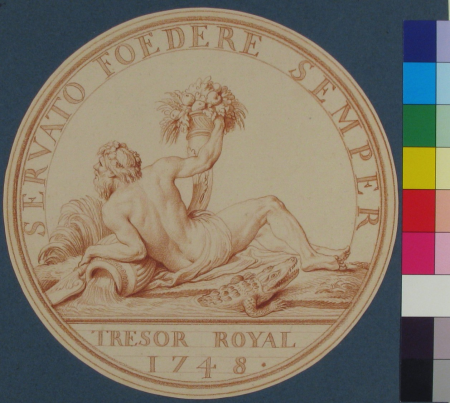 SERVATO FOEDERE SEMPER
TRESOR ROYAL
1748.